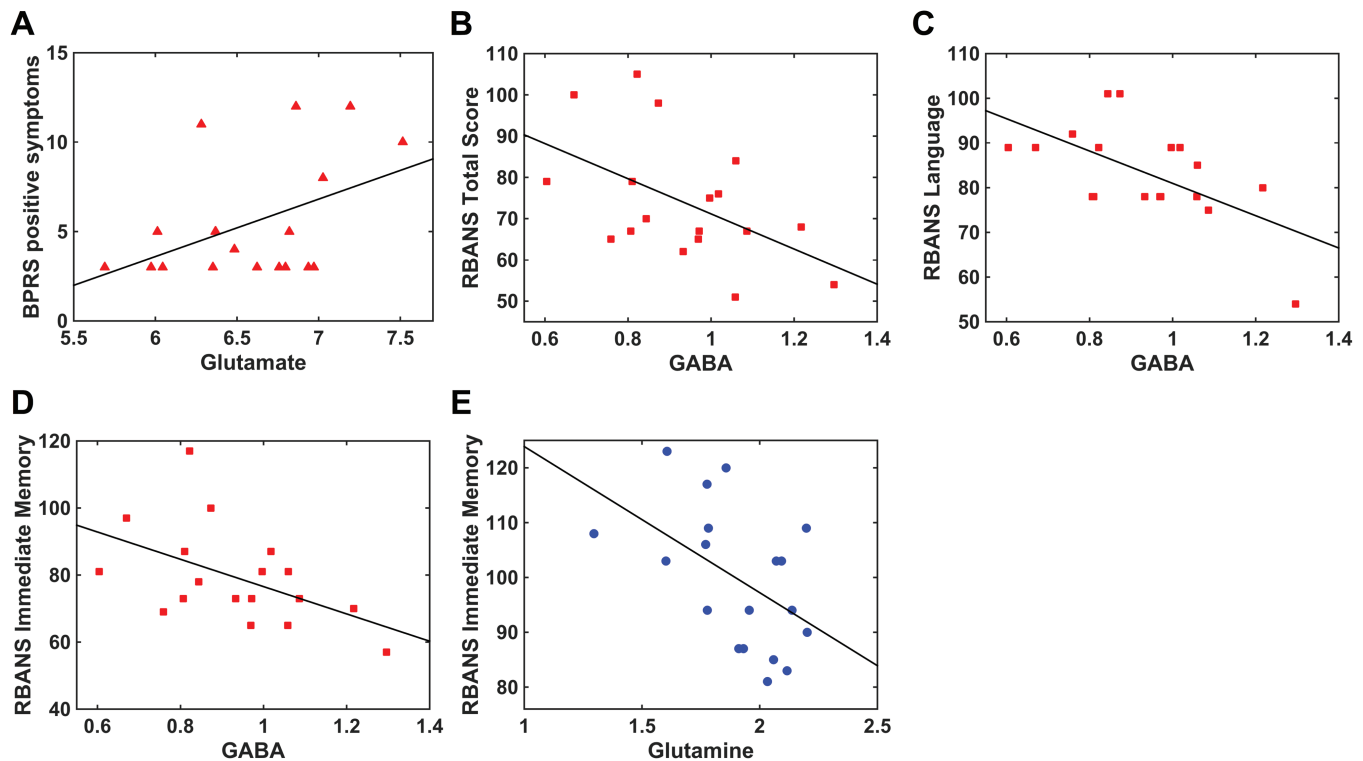 A
BPRS positive symptoms
15
10
5
0
5.5 6 6.5 7 7.5
Glutamate
B
RBANS Total Score
110
100
90
80
70
60
50
0.6 0.8 1 1.2 1.4
GABA
C
RBANS Language
110
100
90
80
65
60
50
0.6 0.8 1 1.2 1.4
GABA
D
RBANS Immediate Memory
120
100
80
60
40
0.6 0.8 1 1.2 1.4
GABA
E
RBANS Immediate Memory
120
110
100
90
80
1 1.5 2 2.5
Glutamine